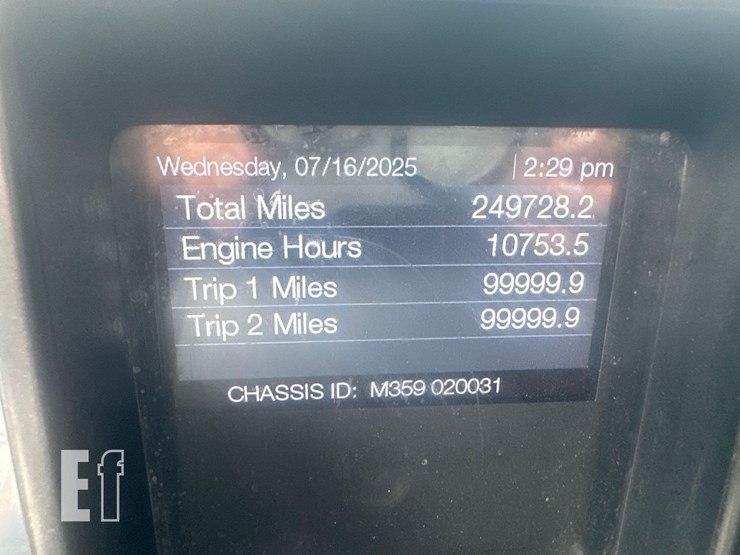 Wednesday, 07/16/2025 2:29 pm
Total Miles 249728.2
Engine Hours 10753.5
Trip 1 Miles 99999.9
Trip 2 Miles 99999.9
CHASSIS ID: M359 020031
Ef